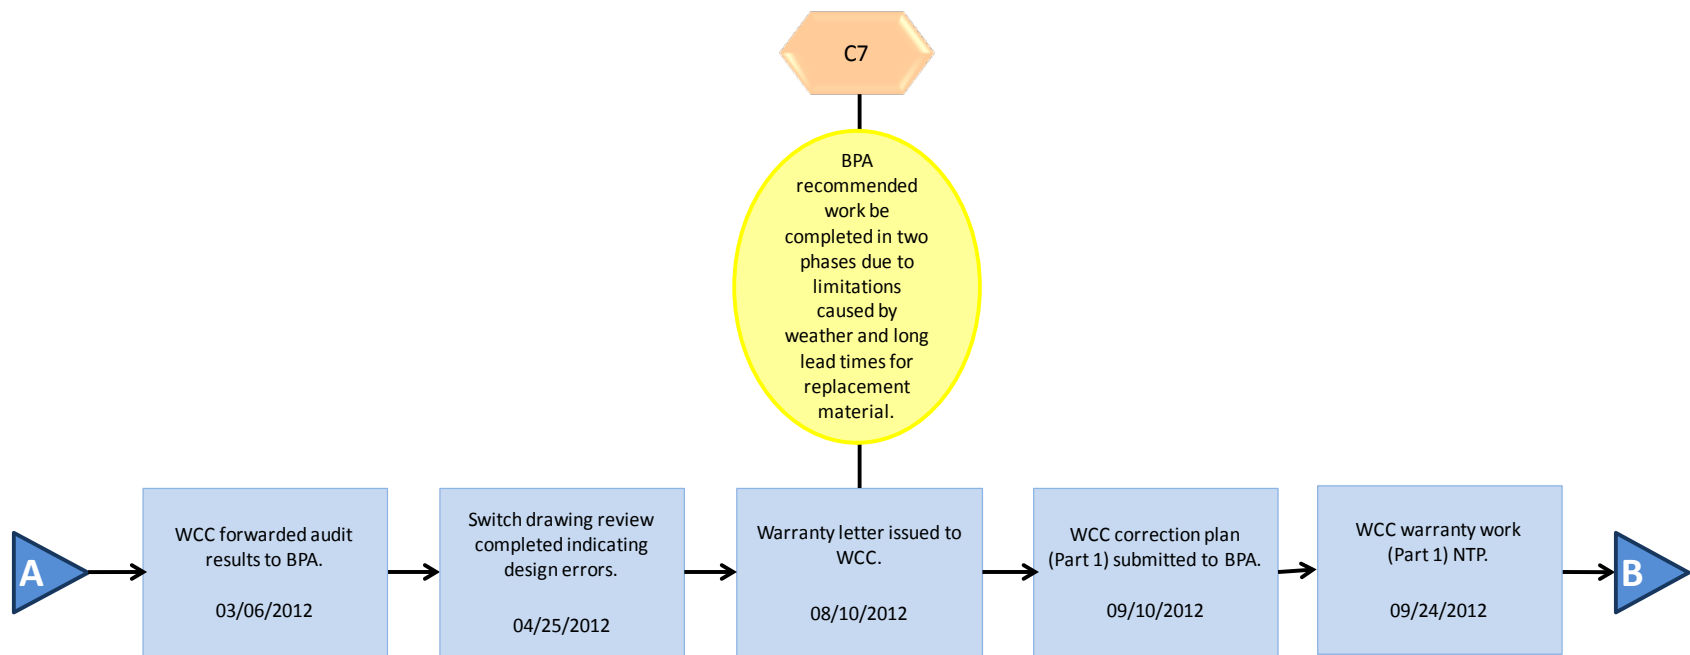 C7
BPA
recommended
work be
completed in two
phases due to
limitations
caused by
weather and long
lead times for
replacement
material.
A
WCC forwarded audit
results to BPA.
03/06/2012
Switch drawing review
completed indicating
design errors.
04/25/2012
Warranty letter issued to
WCC.
08/10/2012
WCC correction plan
(Part 1) submitted to BPA.
09/10/2012
WCC warranty work
(Part 1) NTP.
09/24/2012
B